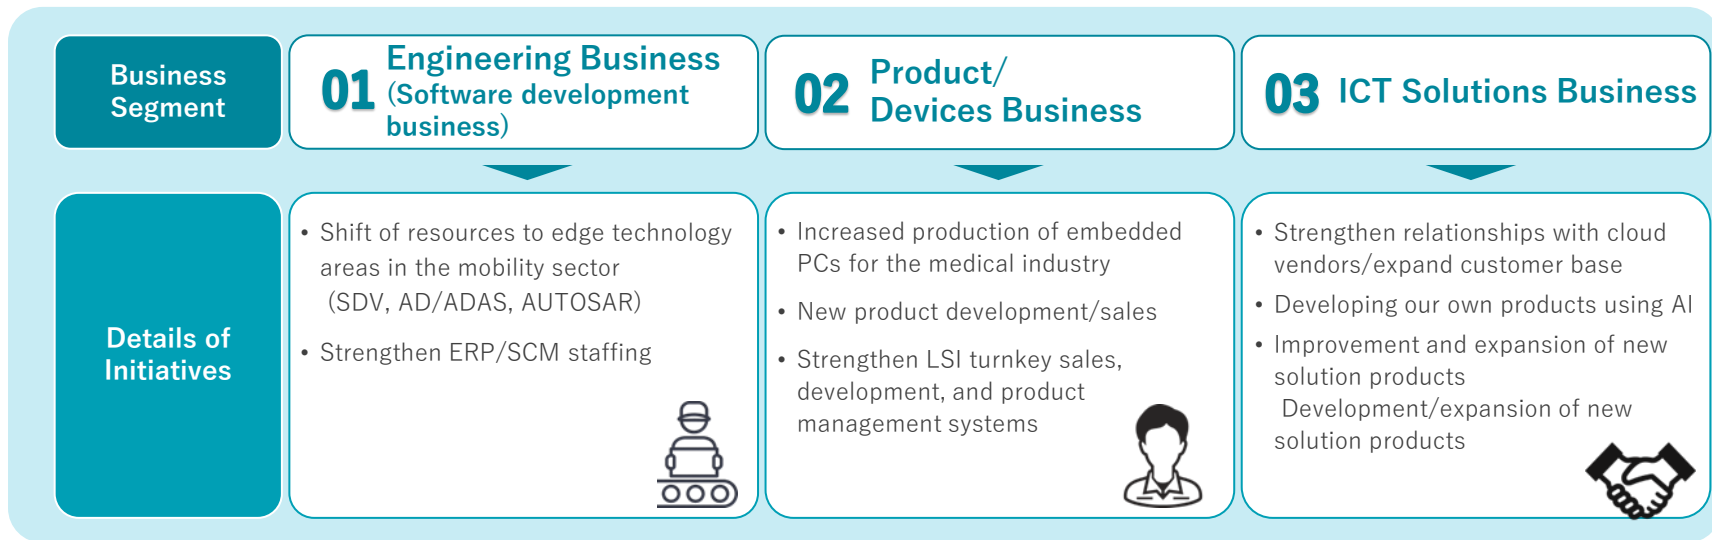 Business
Segment
01
Engineering Business
(Software development
business)
02
Product/
Devices Business
03
ICT Solutions Business
Details of
Initiatives
• Shift of resources to edge technology
areas in the mobility sector
(SDV, AD/ADAS, AUTOSAR)
• Strengthen ERP/SCM staffing
• Increased production of embedded
PCs for the medical industry
• New product development/sales
• Strengthen LSI turnkey sales,
development, and product
management systems
• Strengthen relationships with cloud
vendors/expand customer base
• Developing our own products using AI
• Improvement and expansion of new
solution products
Development/expansion of new
solution products